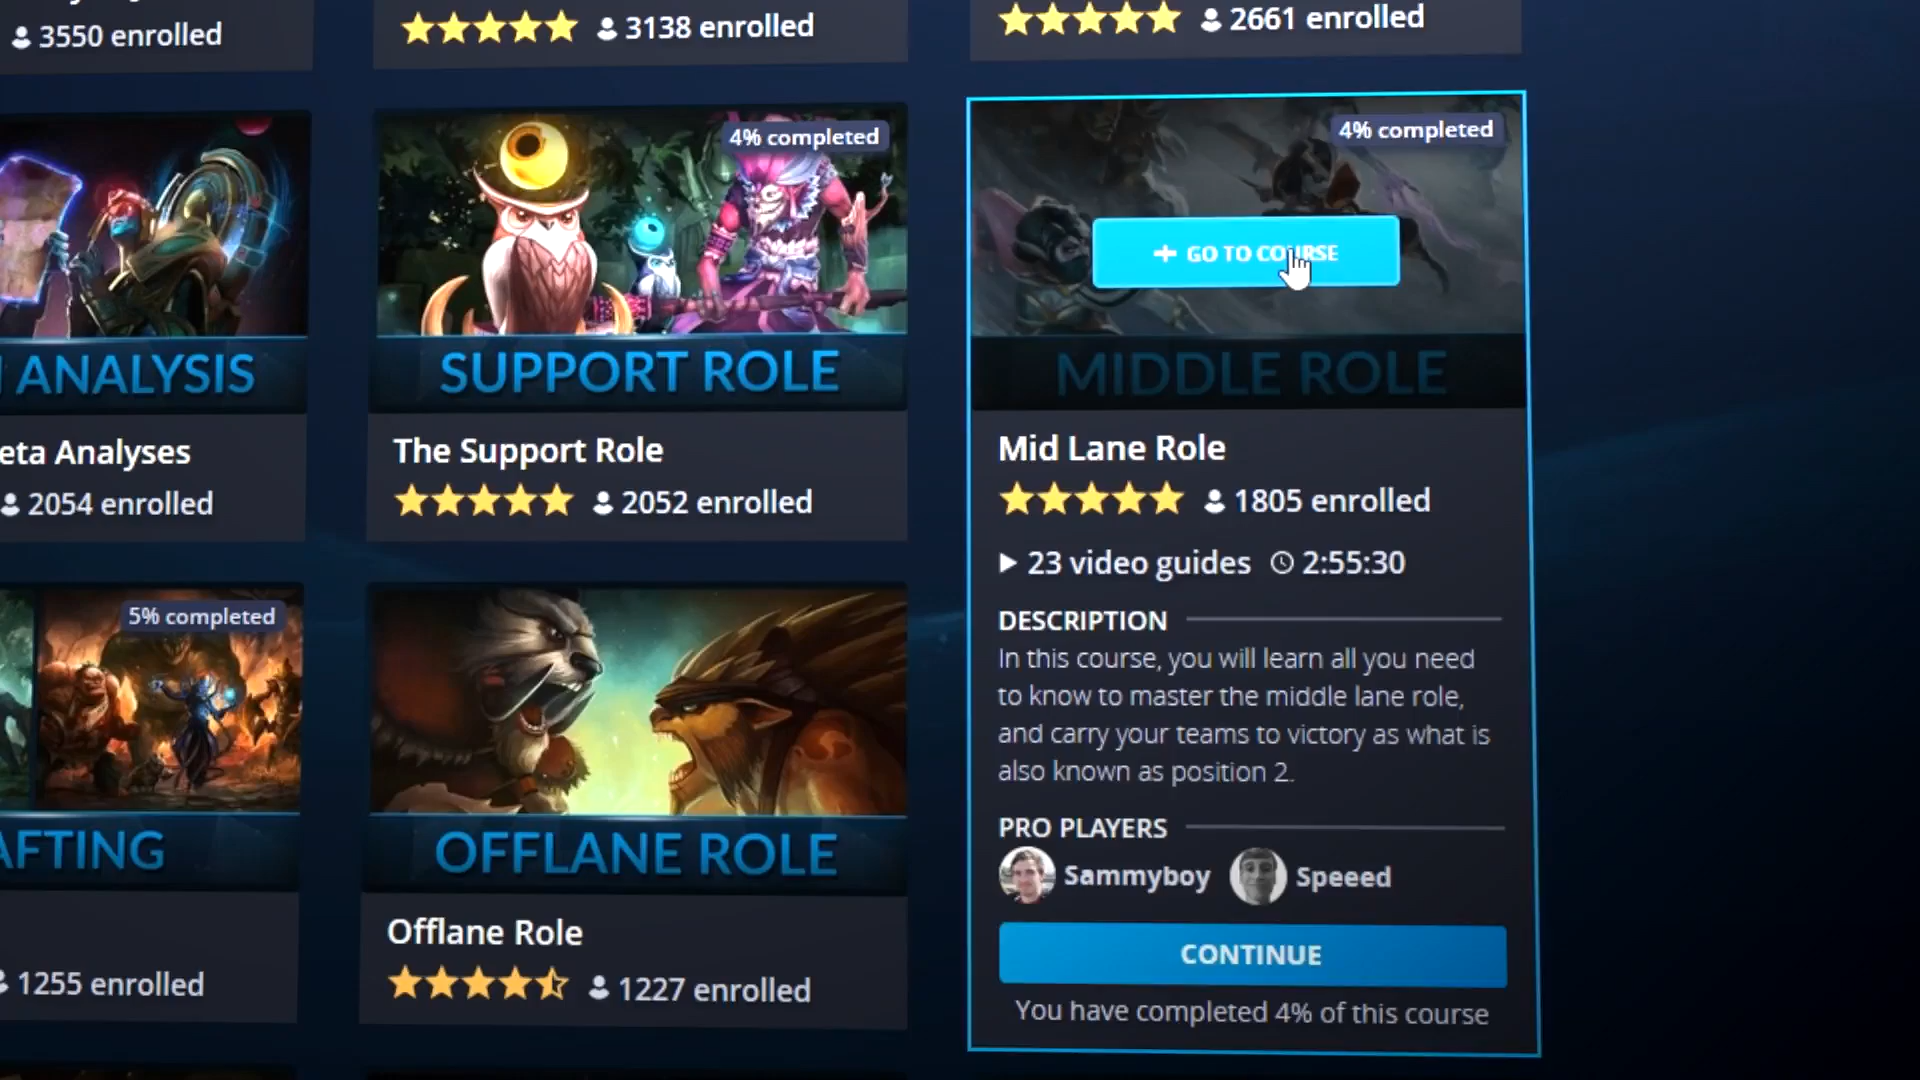 3550 enrolled
3138 enrolled
2661 enrolled
ANALYSIS
eta Analyses
2054 enrolled
4% completed
SUPPORT ROLE
The Support Role
2052 enrolled
4% completed
+ GO TO COURSE
MIDDLE ROLE
Mid Lane Role
1805 enrolled
23 video guides 2:55:30
DESCRIPTION
In this course, you will learn all you need
to know to master the middle lane role,
and carry your teams to victory as what is
also known as position 2.
PRO PLAYERS
Sammyboy Speeed
CONTINUE
You have completed 4% of this course
5% completed
AFTING
1255 enrolled
OFFLANE ROLE
Offlane Role
1227 enrolled